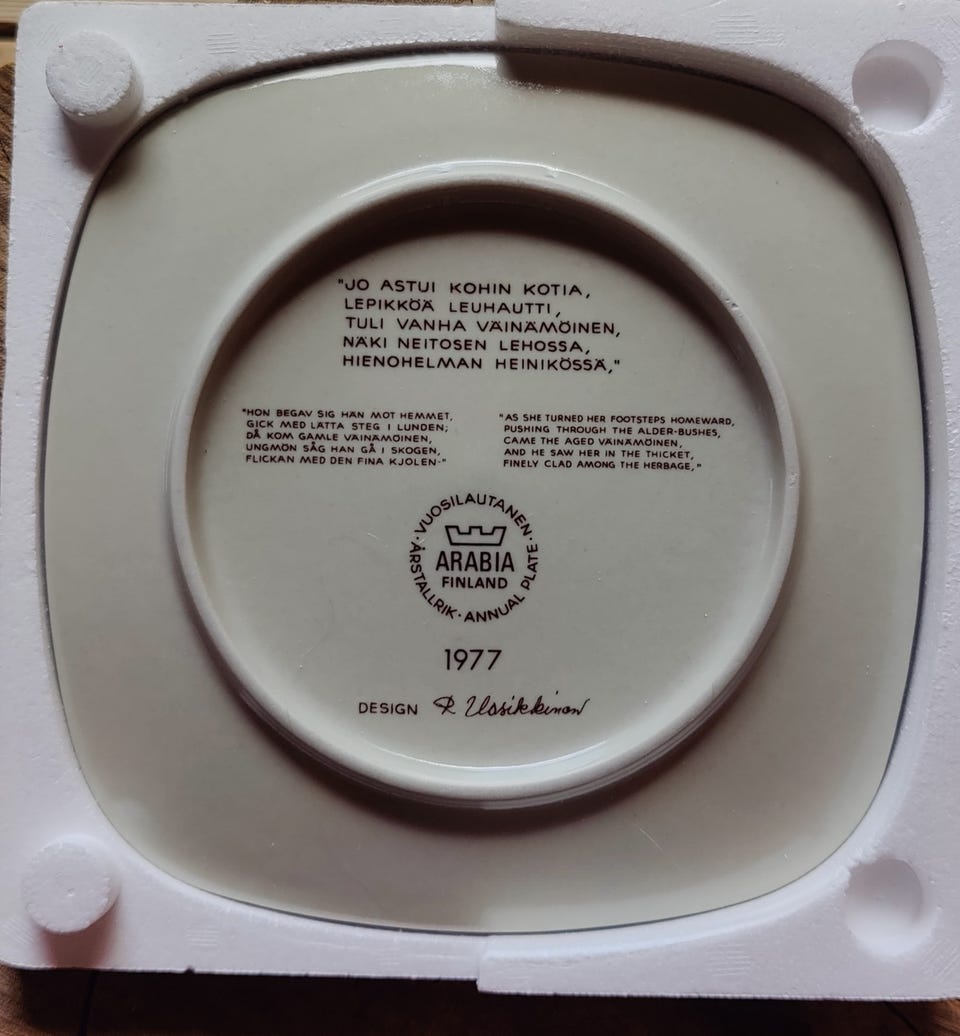 "JO ASTUI KOHIN KOTIA,
LEPIKKÖÄ LEUHAUTTI,
TULI VANHA VÄINÄMÖINEN,
NÄKI NEITOSEN LEHOSSA,
HIENOHELMAN HEINIKÖSSÄ,"
"HON BEGAV SIG HÄN MOT HEMMET,
GICK MED LÄTTA STEG I LUNDEN;
DÅ KOM GAMLE VÄINÄMÖINEN,
UNGMÖN SÅG HAN GÅ I SKOGEN,
FLICKAN MED DEN FINA KJOLEN-"
"AS SHE TURNED HER FOOTSTEPS HOMEWARD,
PUSHING THROUGH THE ALDER-BUSHES,
CAME THE AGED VÄINÄMÖINEN,
AND HE SAW HER IN THE THICKET,
FINELY CLAD AMONG THE HERBAGE,"
·VUOSILAUTANEN·
ARABIA
FINLAND
ÅRSTALLRIK·ANNUAL PLATE
1977
DESIGN R. Uosikkinen